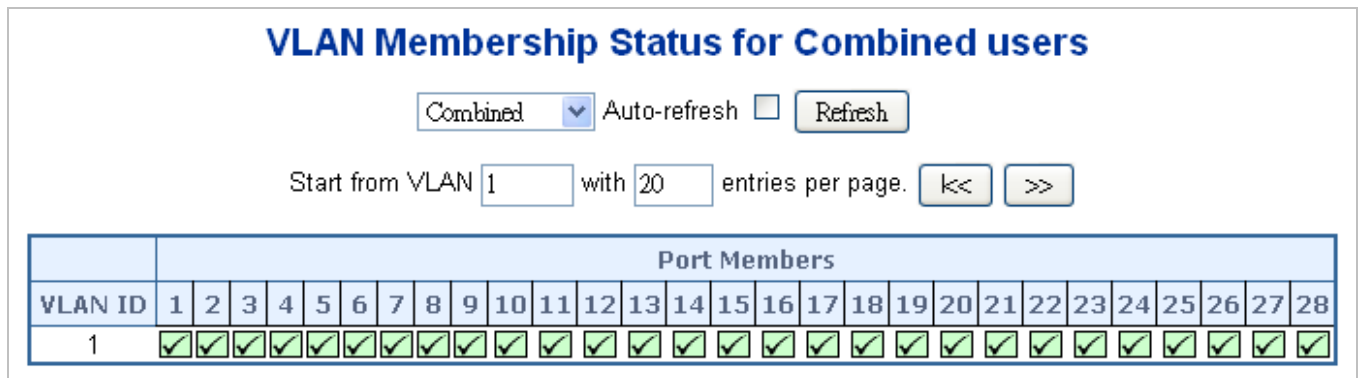 VLAN Membership Status for Combined users
Combined Auto-refresh Refresh
Start from VLAN 1 with 20 entries per page. k<< >>
Port Members
VLAN ID 1 2 3 4 5 6 7 8 9 10 11 12 13 14 15 16 17 18 19 20 21 22 23 24 25 26 27 28
1